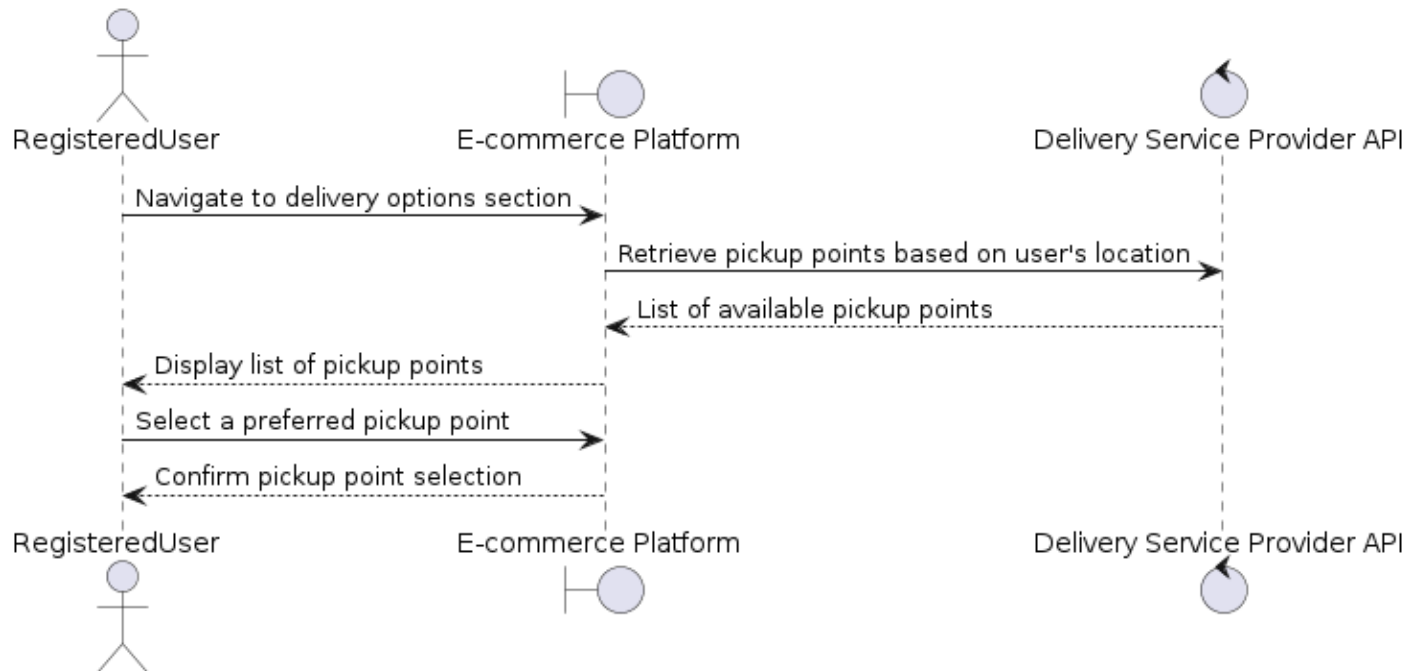 RegisteredUser
E-commerce Platform
Delivery Service Provider API
Navigate to delivery options section
Retrieve pickup points based on user's location
List of available pickup points
Display list of pickup points
Select a preferred pickup point
Confirm pickup point selection
RegisteredUser
E-commerce Platform
Delivery Service Provider API